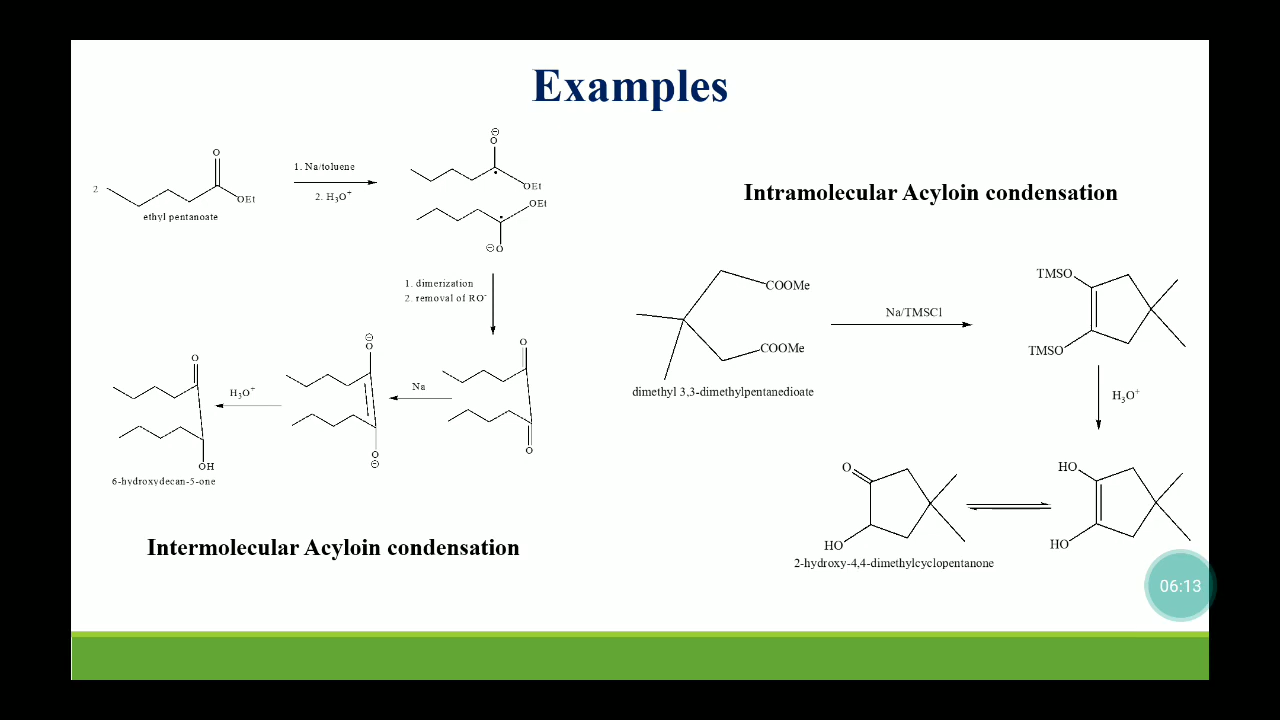 Examples
O
2
OEt
ethyl pentanoate
1. Na/toluene
2. H3O+
⊖
O
•
OEt
OEt
•
⊖O
1. dimerization
2. removal of RO-
O
O
Na
⊖
O
O
⊖
H3O+
O
OH
6-hydroxydecan-5-one
Intermolecular Acyloin condensation
Intramolecular Acyloin condensation
COOMe
COOMe
dimethyl 3,3-dimethylpentanedioate
Na/TMSCl
TMSO
TMSO
H3O+
HO
HO
O
HO
2-hydroxy-4,4-dimethylcyclopentanone
06:13